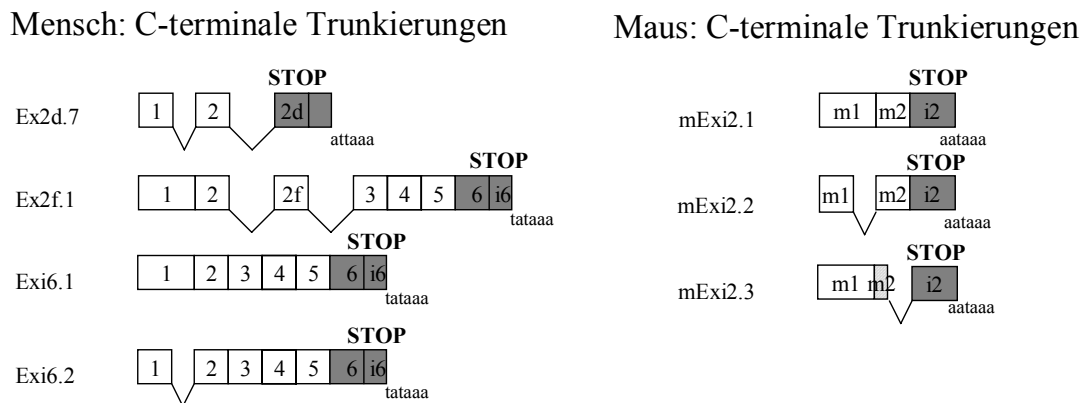 Mensch: C-terminale Trunkierungen
STOP
Ex2d.7 1 2 2d
attaaa
STOP
Ex2f.1 1 2 2f 3 4 5 6 i6
tataaa
STOP
Exi6.1 1 2 3 4 5 6 i6
tataaa
STOP
Exi6.2 1 2 3 4 5 6 i6
tataaa
Maus: C-terminale Trunkierungen
STOP
mExi2.1 m1 m2 i2
aataaa
STOP
mExi2.2 m1 m2 i2
aataaa
STOP
mExi2.3 m1 m2 i2
aataaa